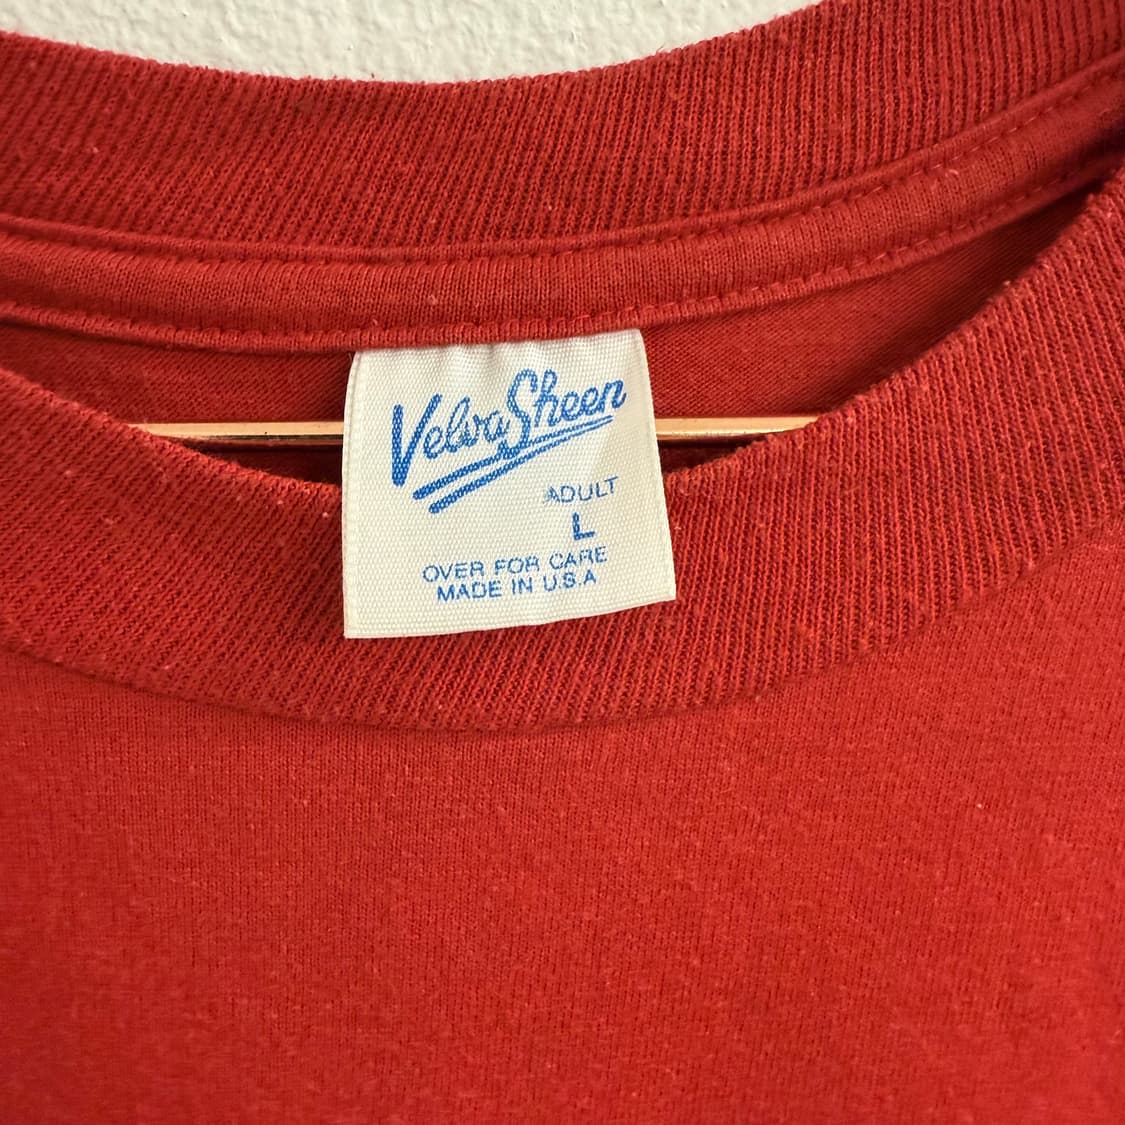 Velva Sheen
ADULT
L
OVER FOR CARE
MADE IN U.S.A